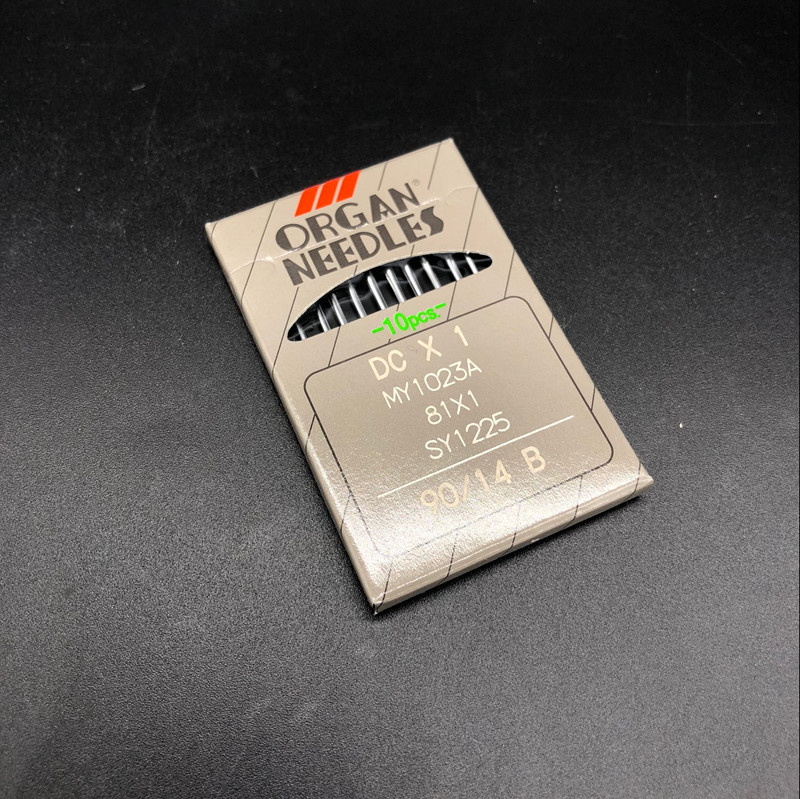 ORGAN®
NEEDLES
-10pcs.-
DC X 1
MY1023A
81X1
SY1225
90/14 B